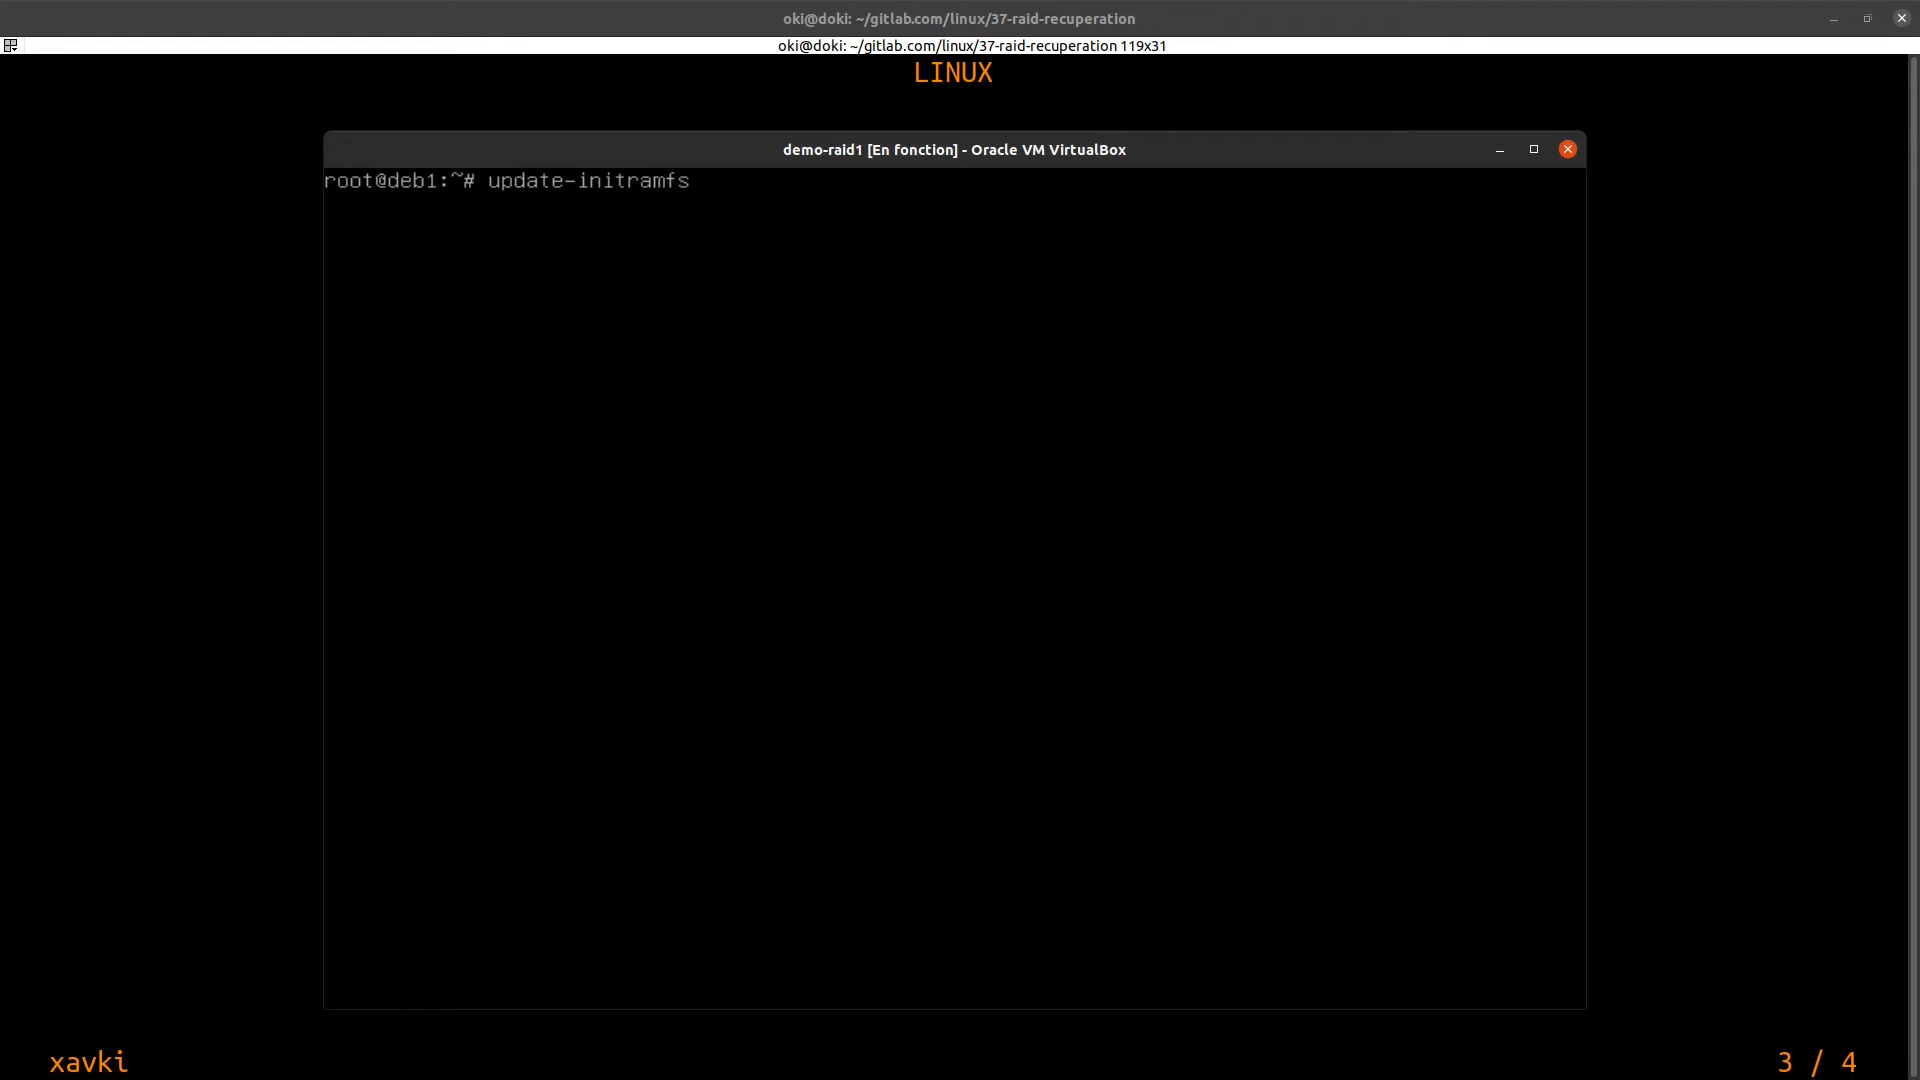 oki@doki: ~/gitlab.com/linux/37-raid-recuperation
oki@doki: ~/gitlab.com/linux/37-raid-recuperation 119x31
LINUX
demo-raid1 [En fonction] - Oracle VM VirtualBox
root@deb1:~# update-initramfs
xavki
3 / 4